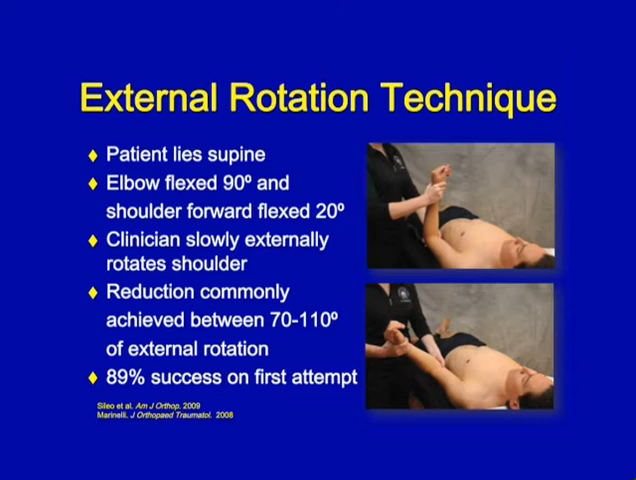 External Rotation Technique
Patient lies supine
Elbow flexed 90º and
shoulder forward flexed 20º
Clinician slowly externally
rotates shoulder
Reduction commonly
achieved between 70-110º
of external rotation
89% success on first attempt
Sileo et al. Am J Orthop. 2009
Marinelli. J Orthopaed Traumatol. 2008